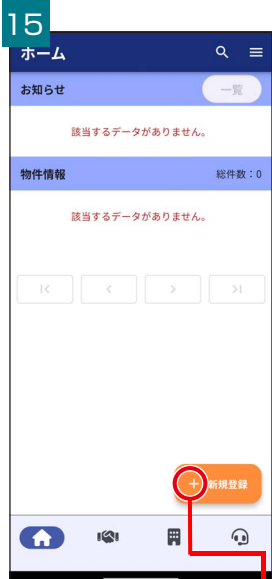 15
ホーム
お知らせ 一覧
該当するデータがありません。
物件情報 総件数：0
該当するデータがありません。
|< < > >|
+ 新規登録